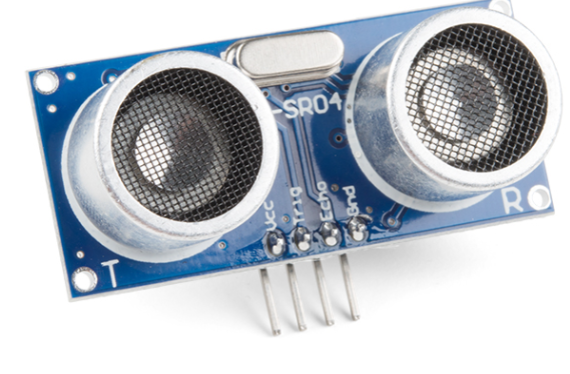 -SR04
Vcc
Trig
Echo
Gnd
T
R